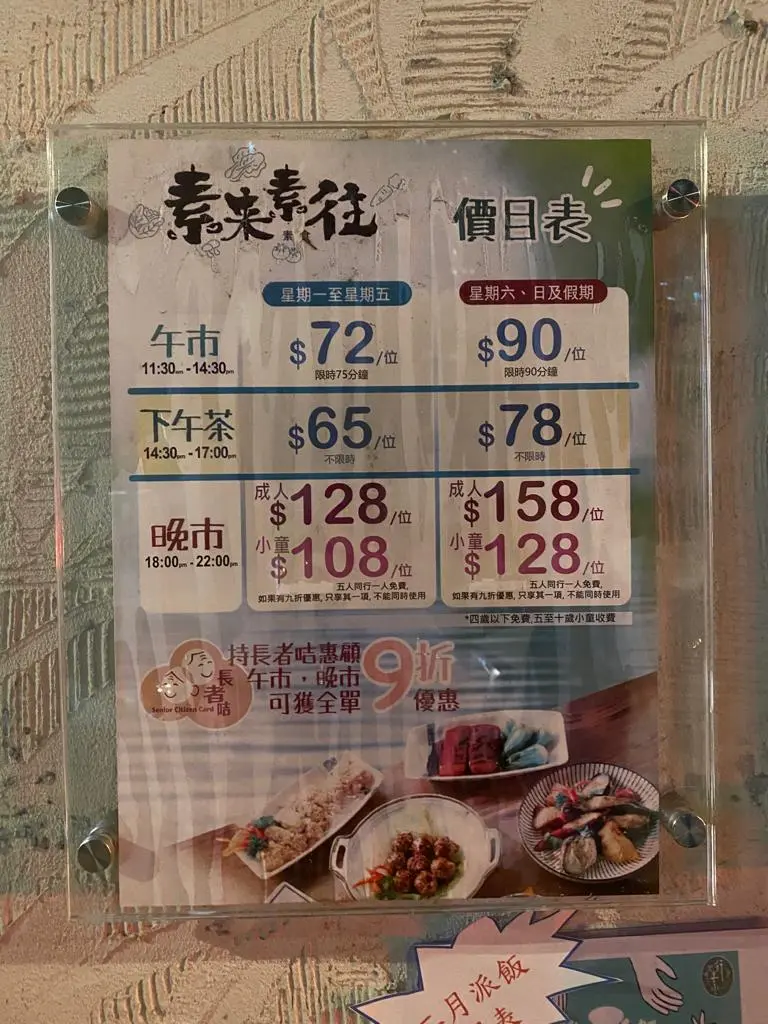 素来素往
素食
價目表
星期一至星期五
星期六、日及假期
午市
11:30am - 14:30pm
$72/位
限時75分鐘
$90/位
限時90分鐘
下午茶
14:30pm - 17:00pm
$65/位
不限時
$78/位
不限時
晚市
18:00pm - 22:00pm
成人
$128/位
小童
$108/位
五人同行一人免費,
如果有九折優惠, 只享其一項, 不能同時使用
成人
$158/位
小童
$128/位
五人同行一人免費,
如果有九折優惠, 只享其一項, 不能同時使用
*四歲以下免費,五至十歲小童收費
長者咭
Senior Citizen Card
持長者咭惠顧
午市，晚市
可獲全單
9折
優惠
月派飯
表